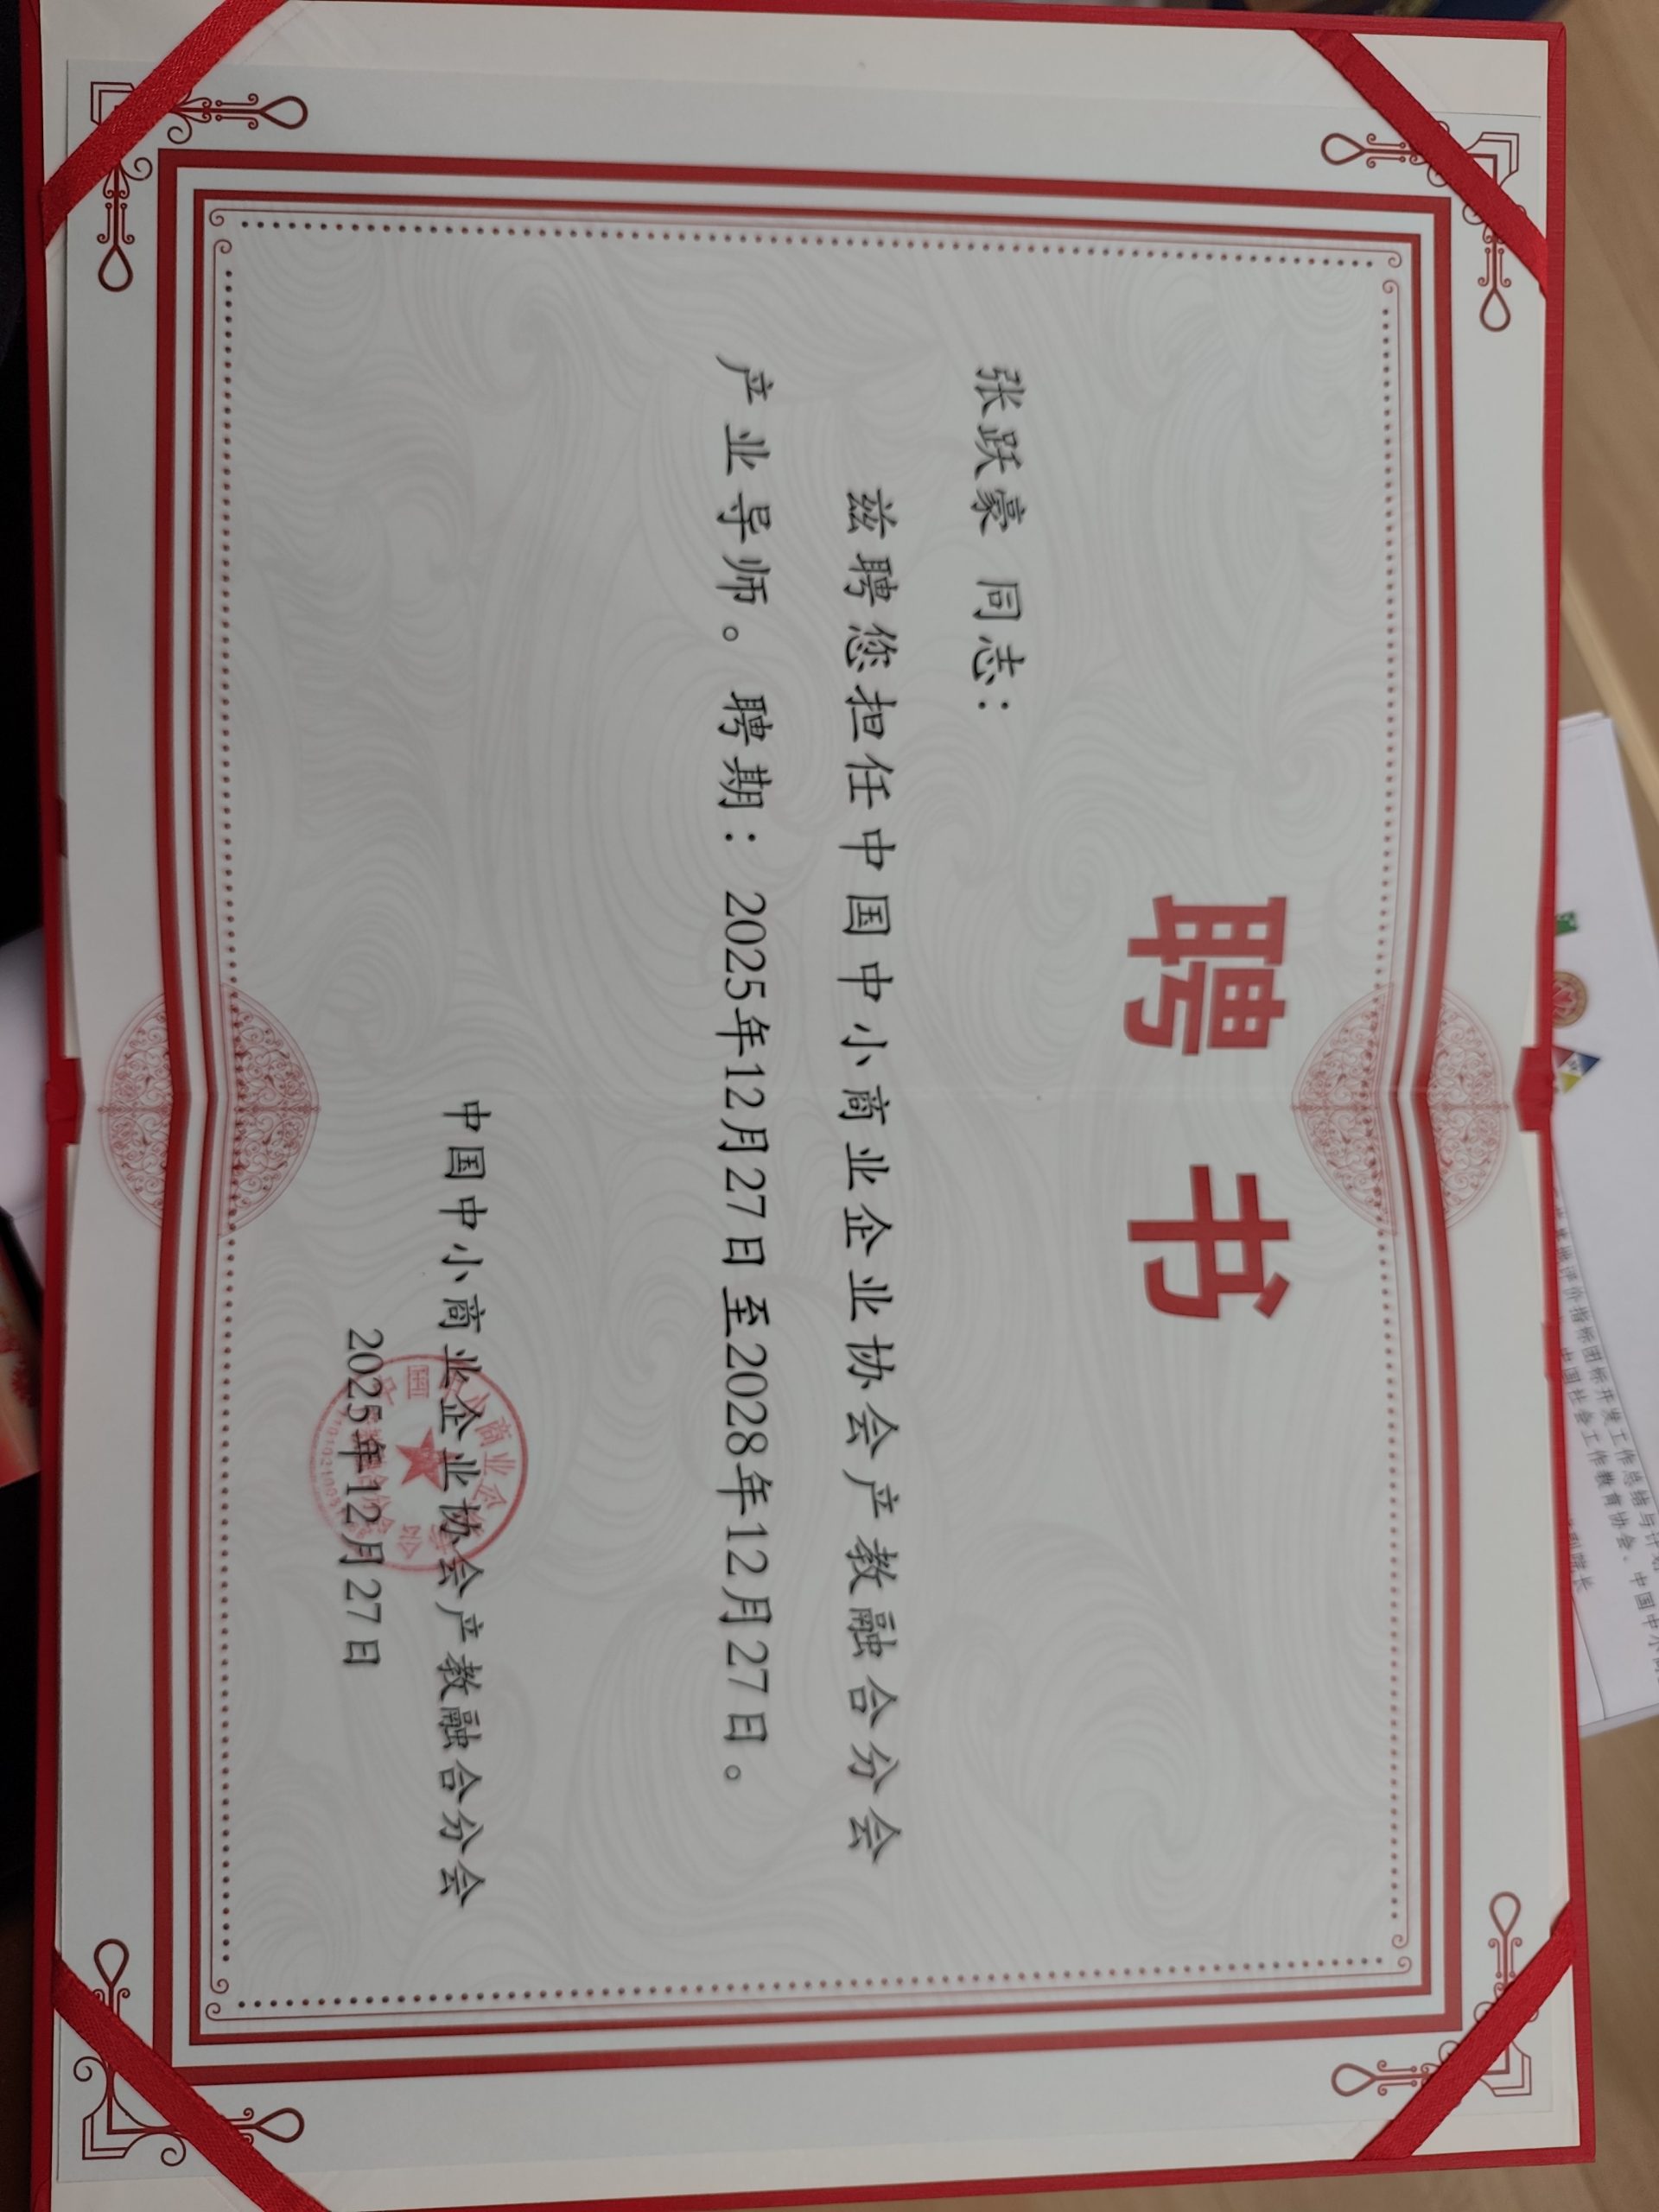 聘 书
张跃豪 同志：
兹聘您担任中国中小商业企业协会产教融合分会
产业导师。聘期：2025年12月27日至2028年12月27日。
中国中小商业企业协会产教融合分会
2025年12月27日